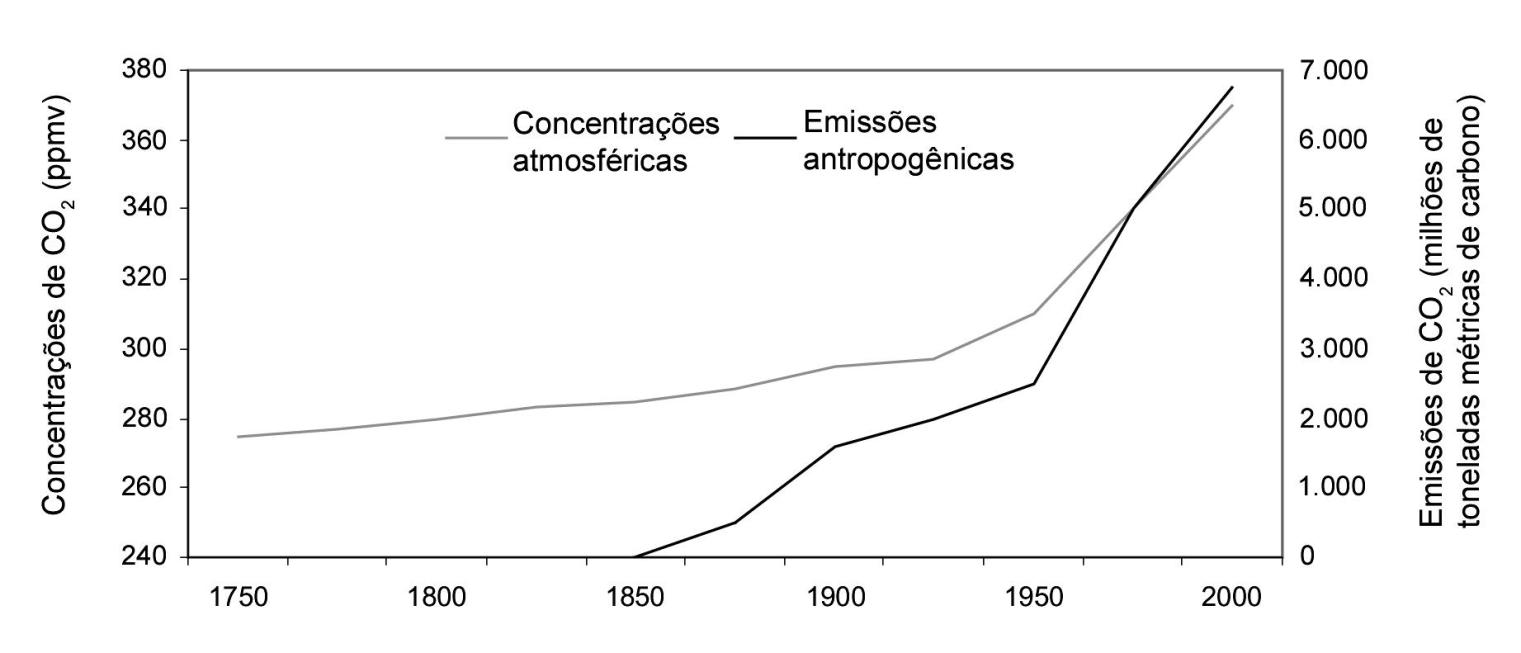 Concentrações de CO₂ (ppmv)
380
360
340
320
300
280
260
240
Concentrações
atmosféricas
Emissões
antropogênicas
7.000
6.000
5.000
4.000
3.000
2.000
1.000
0
Emissões de CO₂ (milhões de
toneladas métricas de carbono)
1750 1800 1850 1900 1950 2000